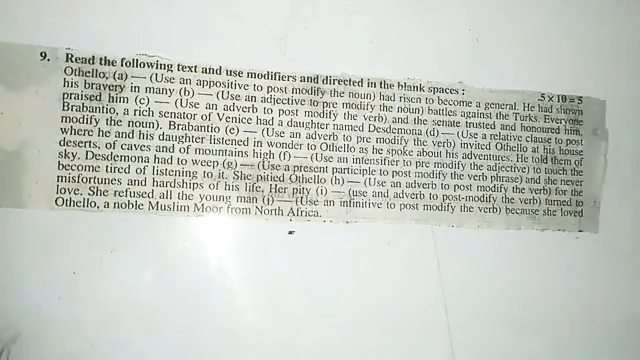 9. Read the following text and use modifiers and directed in the blank spaces : .5 × 10 = 5
Othello, (a) — (Use an appositive to post modify the noun) had risen to become a general. He had shown
his bravery in many (b) — (Use an adjective to pre modify the noun) battles against the Turks. Everyone
praised him (c) — (Use an adverb to post modify the verb) and the senate trusted and honoured him.
Brabantio, a rich senator of Venice had a daughter named Desdemona (d) — (Use a relative clause to post
modify the noun). Brabantio (e) — (Use an adverb to pre modify the verb) invited Othello at his house
where he and his daughter listened in wonder to Othello as he spoke about his adventures. He told them of
deserts, of caves and of mountains high (f) — (Use an intensifier to pre modify the adjective) to touch the
sky. Desdemona had to weep (g) — (Use a present participle to post modify the verb phrase) and she never
become tired of listening to it. She pitied Othello (h) — (Use an adverb to post modify the verb) for the
misfortunes and hardships of his life. Her pity (i) — (use and adverb to post-modify the verb) turned to
love. She refused all the young man (j) — (Use an infinitive to post modify the verb) because she loved
Othello, a noble Muslim Moor from North Africa.